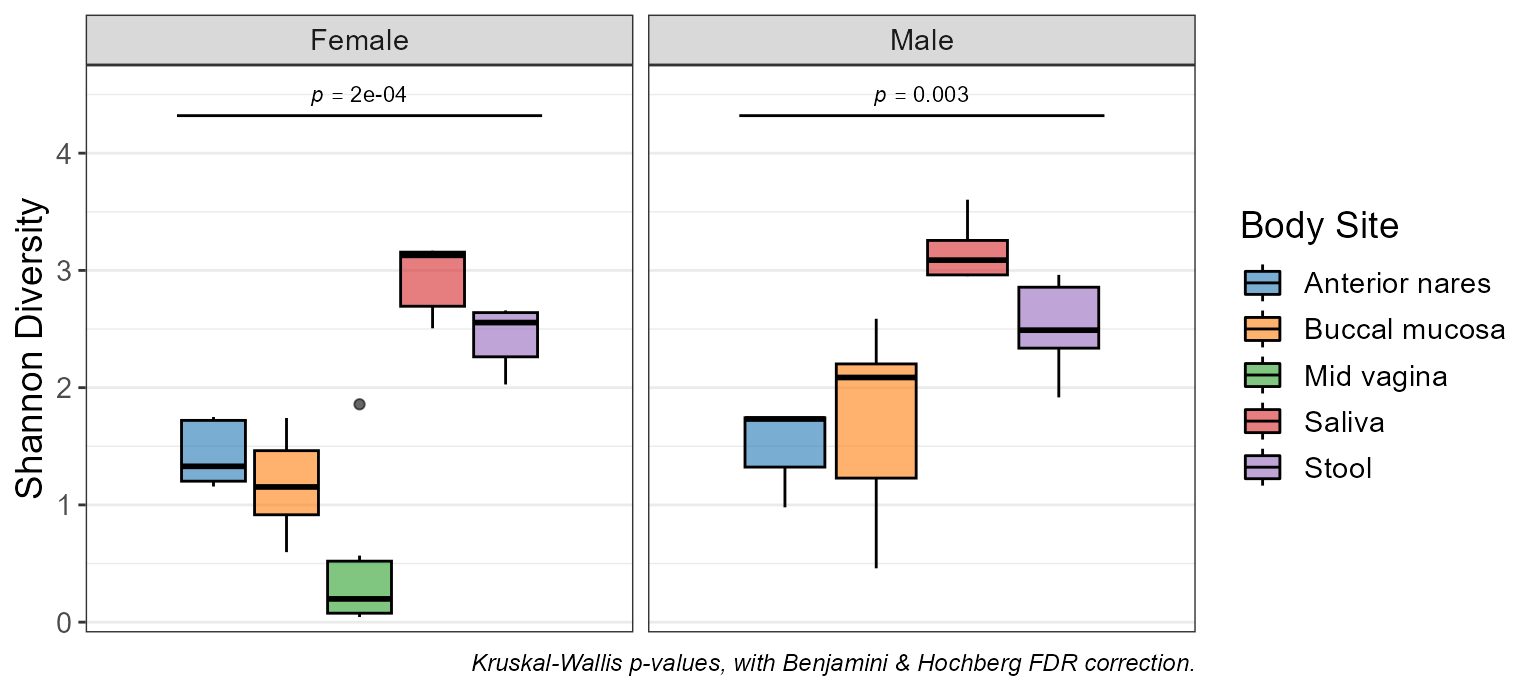 Female
Male
p = 2e-04
p = 0.003
Shannon Diversity
4
3
2
1
0
Body Site
Anterior nares
Buccal mucosa
Mid vagina
Saliva
Stool
Kruskal-Wallis p-values, with Benjamini & Hochberg FDR correction.